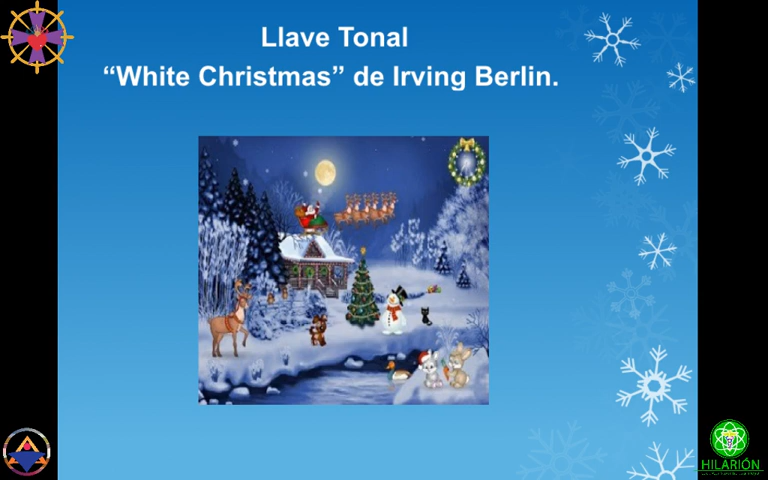 Llave Tonal
“White Christmas” de Irving Berlin.
HILARIÓN